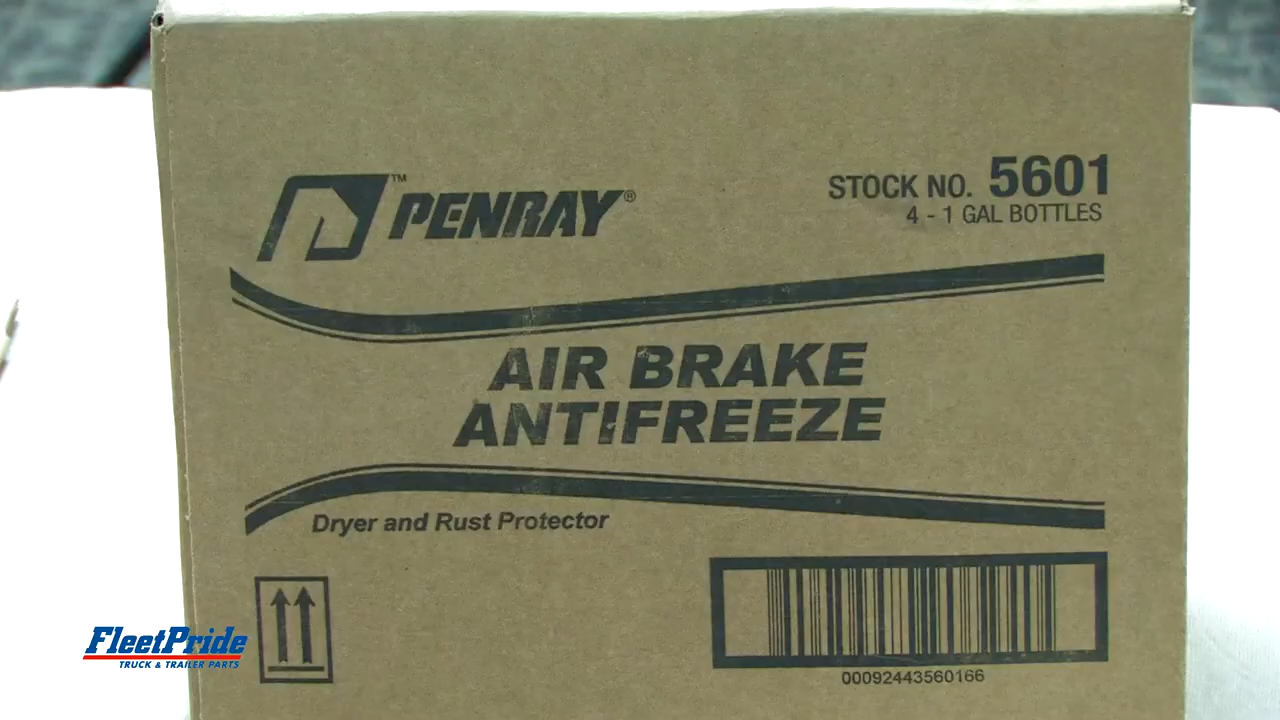 PENRAY®
STOCK NO. 5601
4 - 1 GAL BOTTLES
AIR BRAKE
ANTIFREEZE
Dryer and Rust Protector
00092443560166
FleetPride
TRUCK & TRAILER PARTS